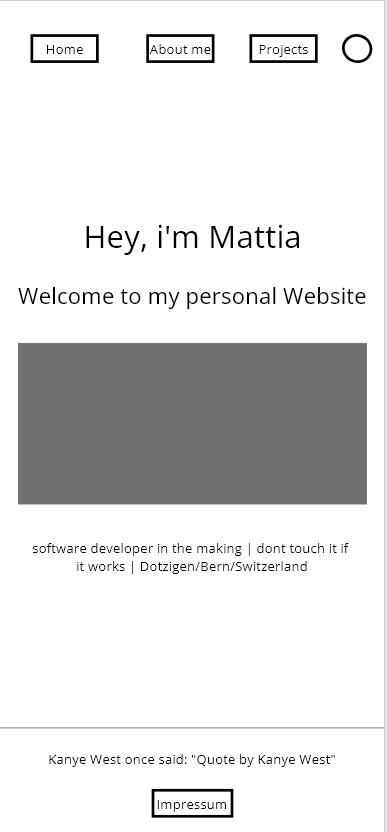 Home
About me
Projects
Hey, i'm Mattia
Welcome to my personal Website
software developer in the making | dont touch it if
it works | Dotzigen/Bern/Switzerland
Kanye West once said: "Quote by Kanye West"
Impressum